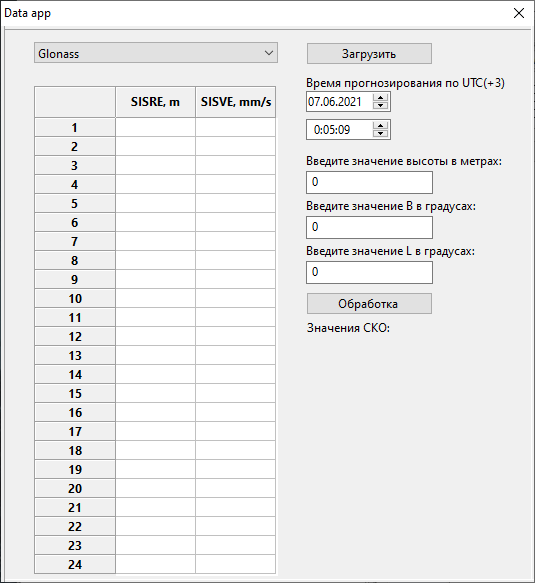 Data app
Glonass
SISRE, m SISVE, mm/s
1
2
3
4
5
6
7
8
9
10
11
12
13
14
15
16
17
18
19
20
21
22
23
24
Загрузить
Время прогнозирования по UTC(+3)
07.06.2021
0:05:09
Введите значение высоты в метрах:
0
Введите значение B в градусах:
0
Введите значение L в градусах:
0
Обработка
Значения СКО: